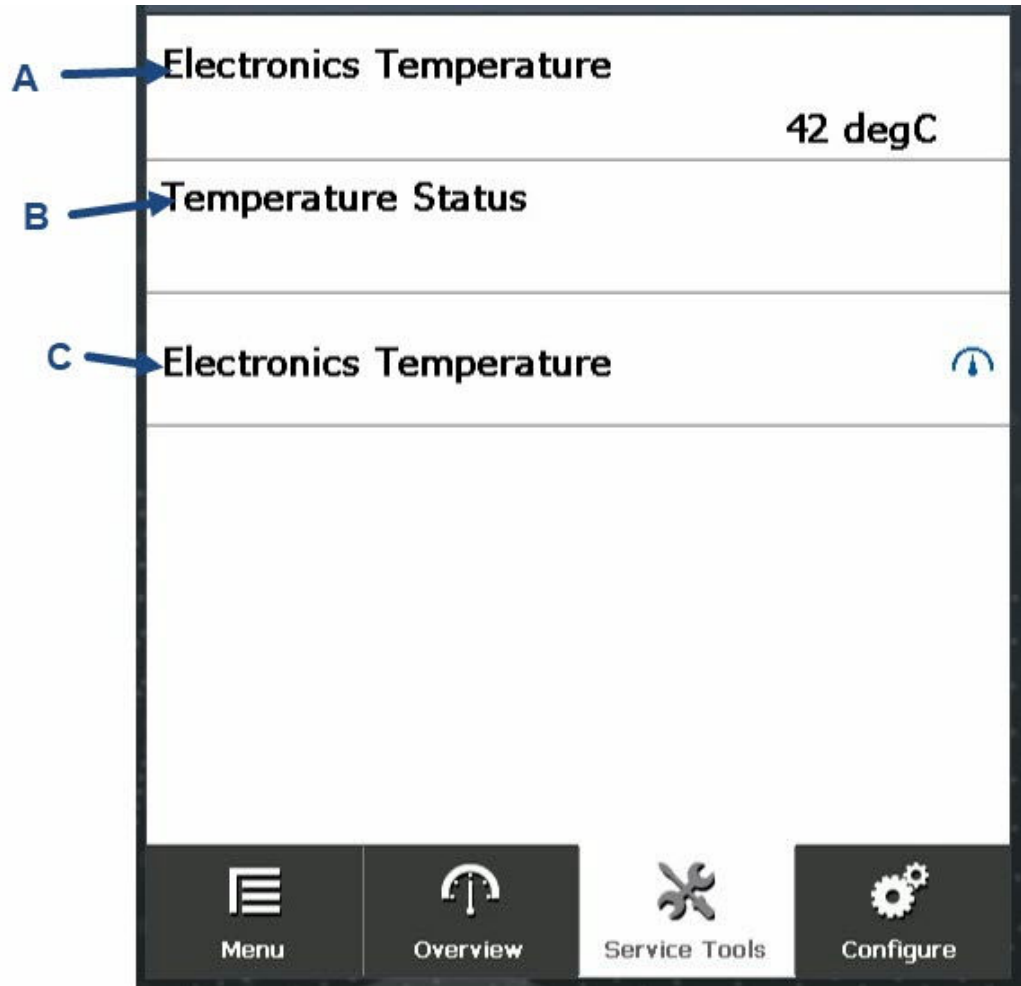 A
Electronics Temperature
42 degC
B
Temperature Status
C
Electronics Temperature
Menu
Overview
Service Tools
Configure